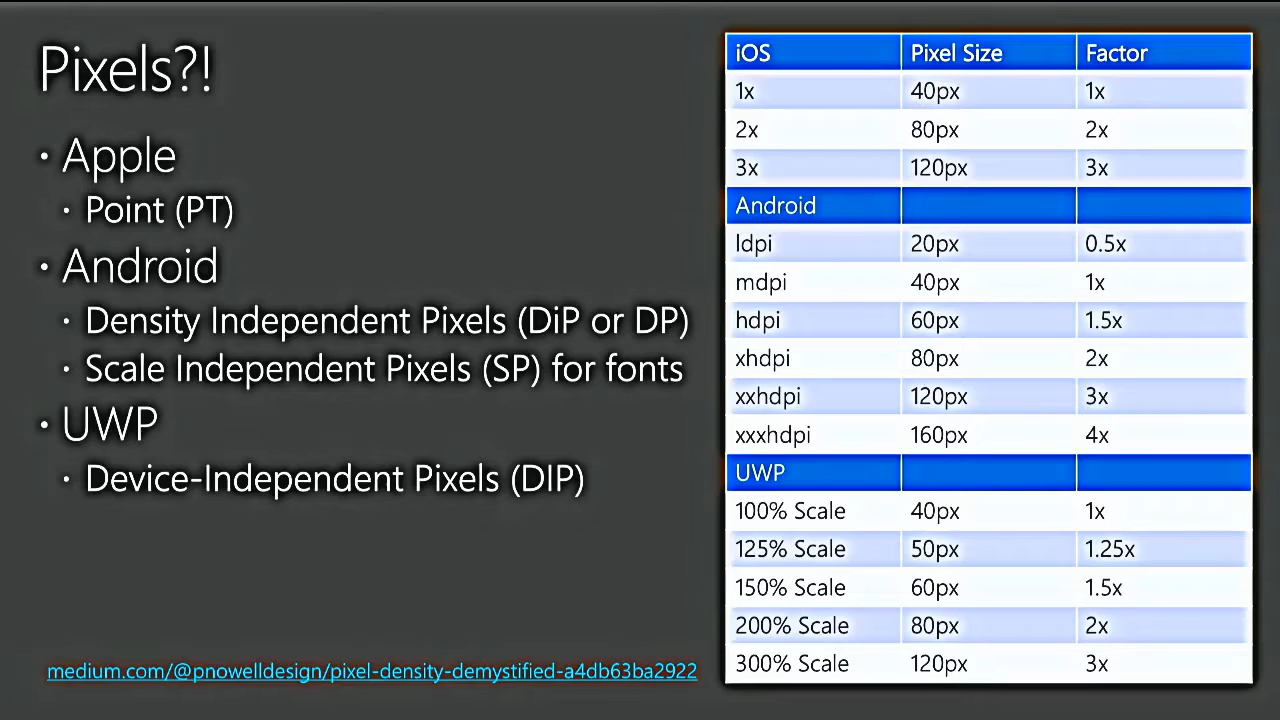 Pixels?!
• Apple
• Point (PT)
• Android
• Density Independent Pixels (DiP or DP)
• Scale Independent Pixels (SP) for fonts
• UWP
• Device-Independent Pixels (DIP)
medium.com/@pnowelldesign/pixel-density-demystified-a4db63ba2922
iOS Pixel Size Factor
1x 40px 1x
2x 80px 2x
3x 120px 3x
Android
ldpi 20px 0.5x
mdpi 40px 1x
hdpi 60px 1.5x
xhdpi 80px 2x
xxhdpi 120px 3x
xxxhdpi 160px 4x
UWP
100% Scale 40px 1x
125% Scale 50px 1.25x
150% Scale 60px 1.5x
200% Scale 80px 2x
300% Scale 120px 3x